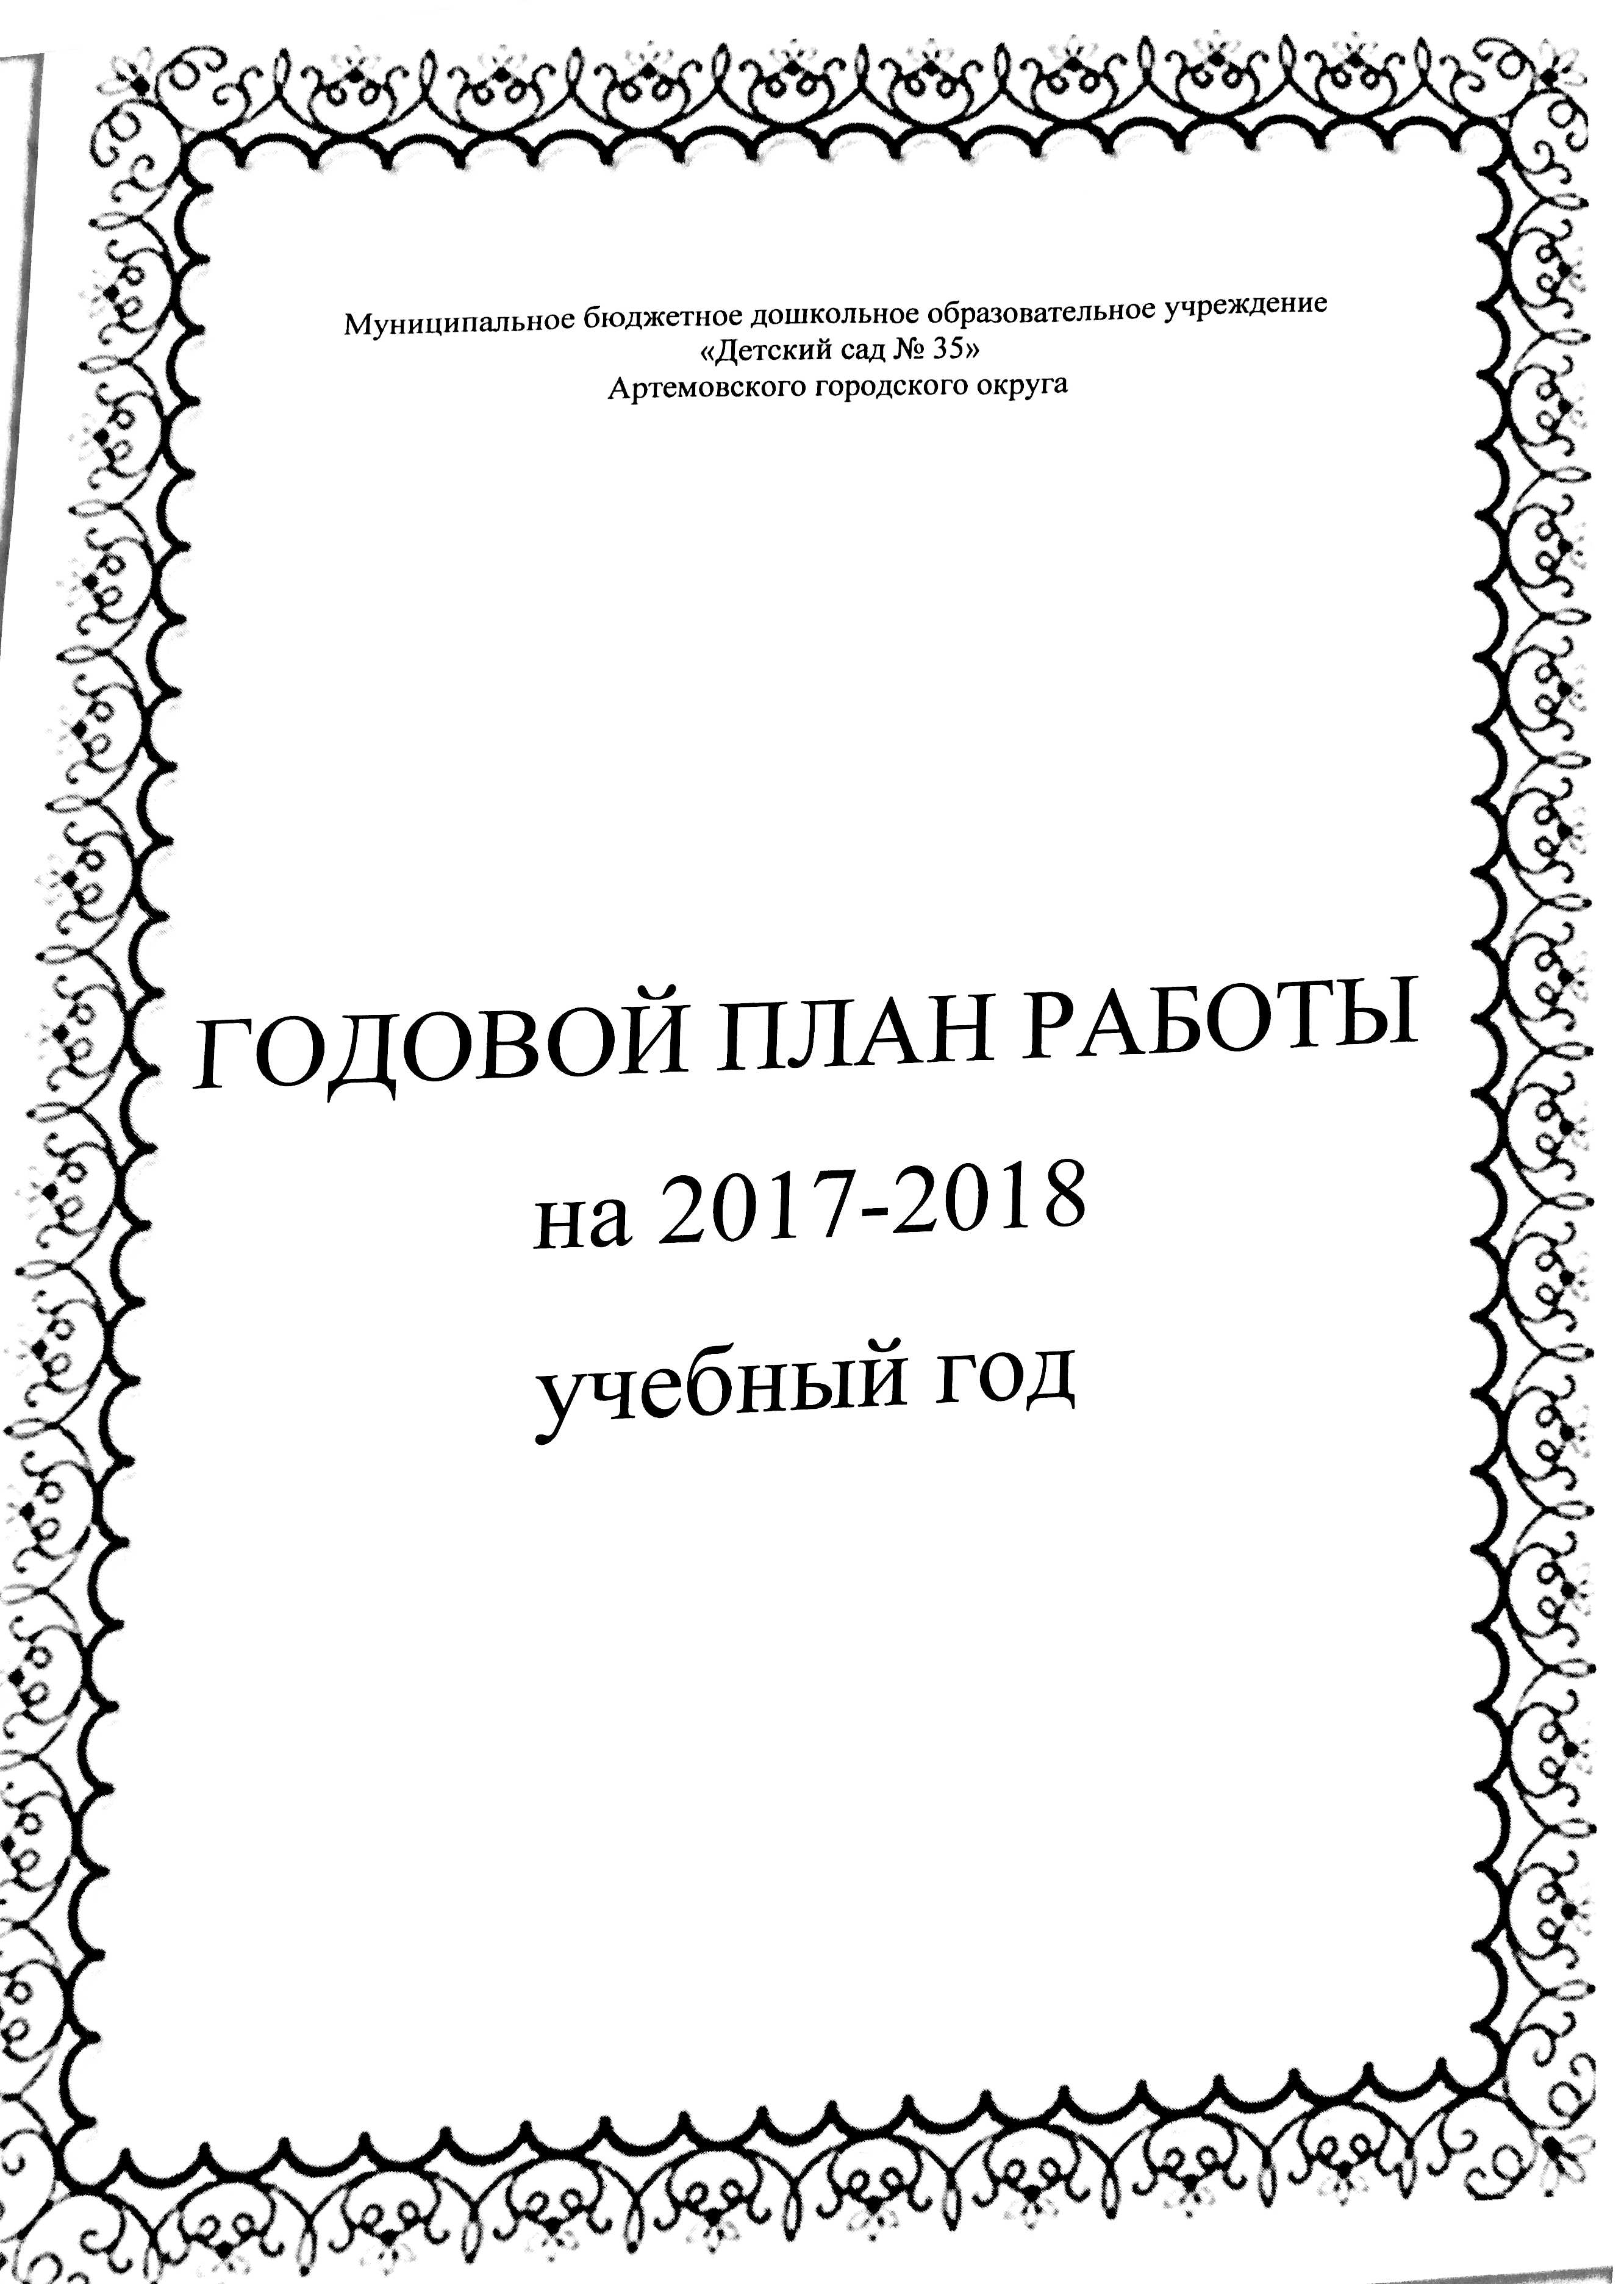 Муниципальное бюджетное дошкольное образовательное учреждение
«Детский сад № 35»
Артемовского городского округа
ГОДОВОЙ ПЛАН РАБОТЫ
на 2017-2018
учебный год